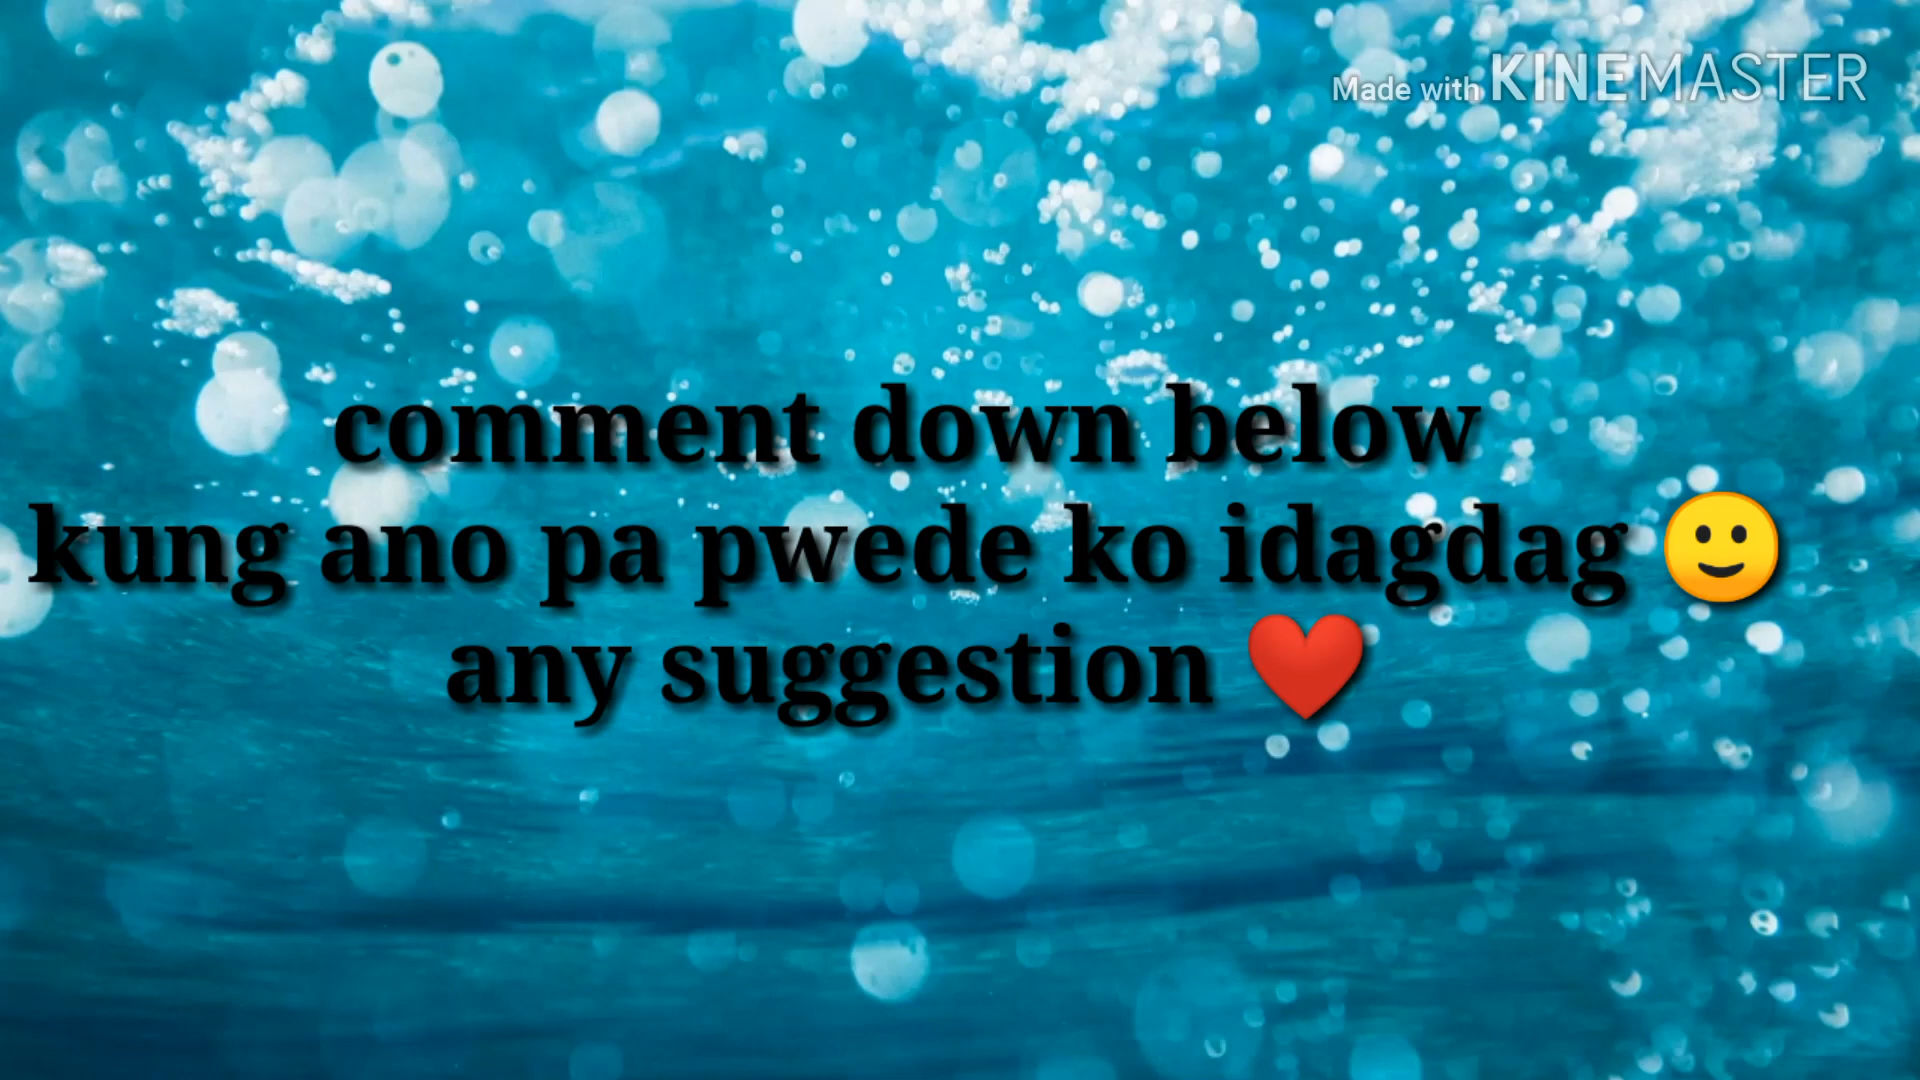 Made with KINEMASTER
comment down below
kung ano pa pwede ko idagdag 🙂
any suggestion ❤️